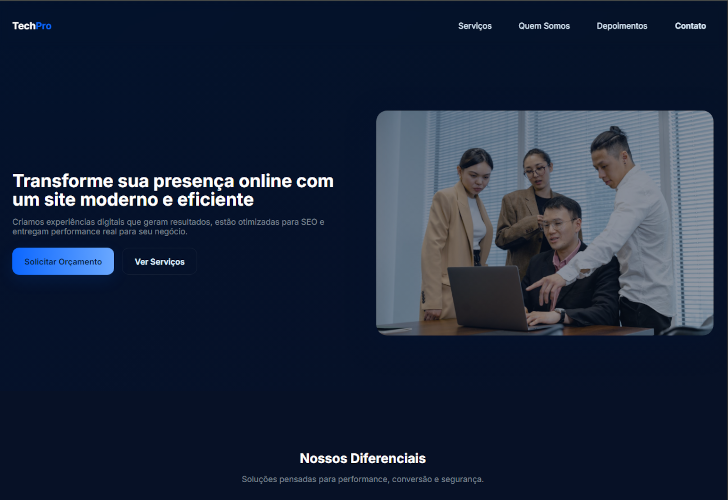 TechPro
Serviços
Quem Somos
Depoimentos
Contato
Transforme sua presença online com
um site moderno e eficiente
Criamos experiências digitais que geram resultados, estão otimizadas para SEO e
entregam performance real para seu negócio.
Solicitar Orçamento
Ver Serviços
Nossos Diferenciais
Soluções pensadas para performance, conversão e segurança.